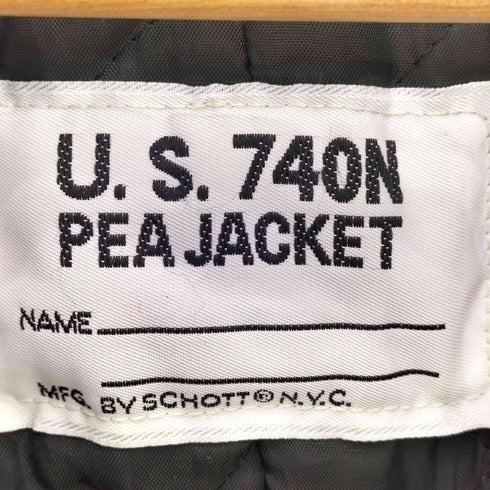 U. S. 740N
PEA JACKET
NAME
MFG. BY SCHOTT® N.Y.C.